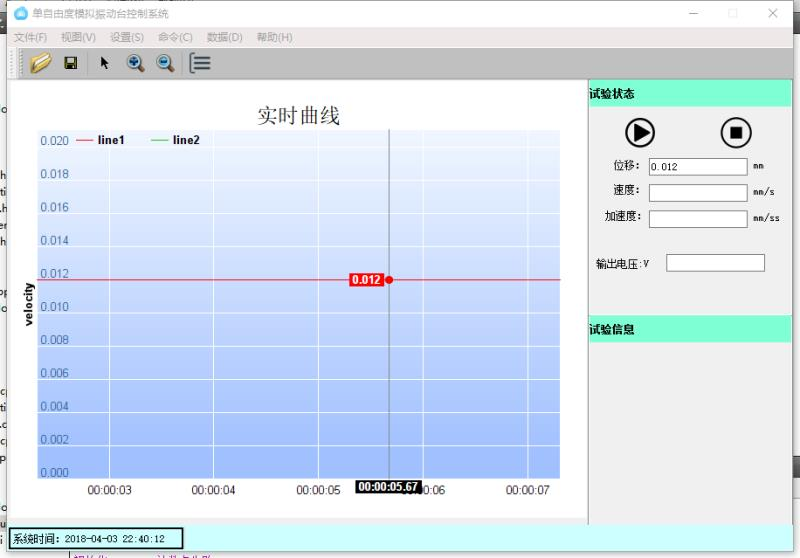 单自由度模拟振动台控制系统
文件(F) 视图(V) 设置(S) 命令(C) 数据(D) 帮助(H)
实时曲线
line1 line2
0.020
0.018
0.016
0.014
0.012
0.010
0.008
0.006
0.004
0.002
0.000
velocity
0.012
00:00:03 00:00:04 00:00:05 00:00:05.67 :00:06 00:00:07
试验状态
位移: 0.012 mm
速度: mm/s
加速度: mm/ss
输出电压:V
试验信息
系统时间: 2018-04-03 22:40:12